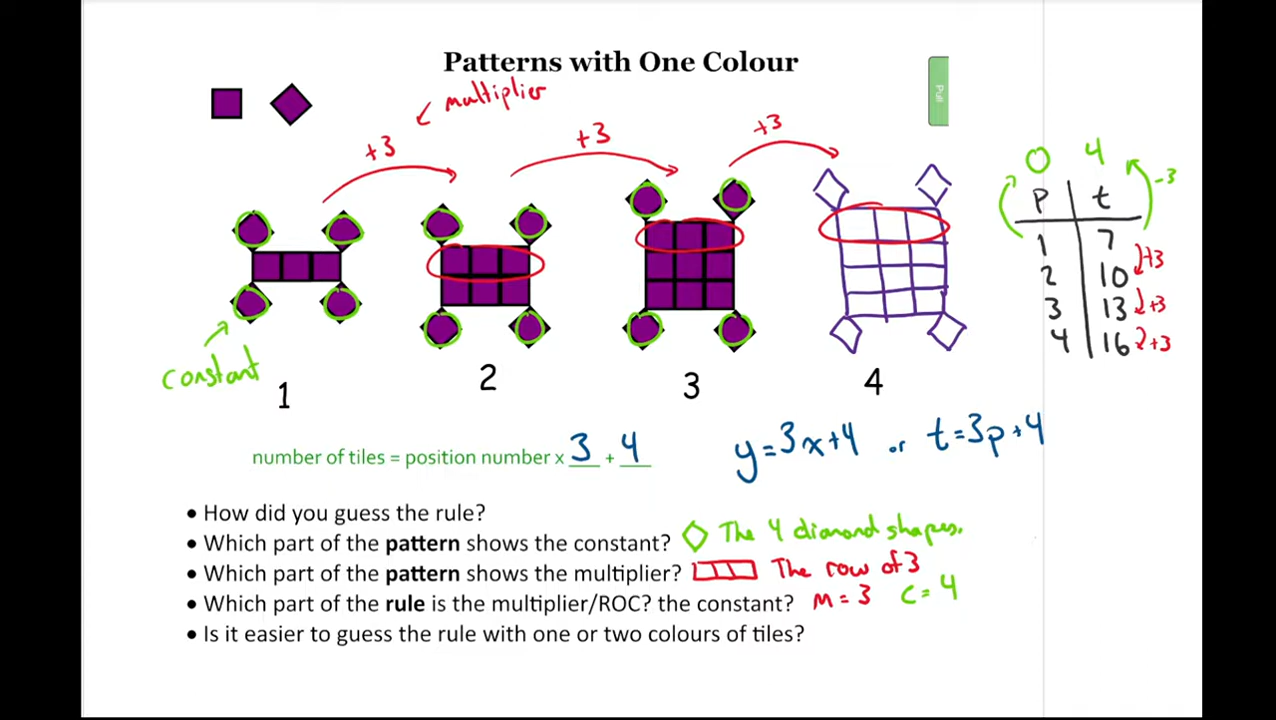 Patterns with One Colour
Pull
multiplier
+3
+3
+3
0 4
-3
p t
1 7
+3
2 10
3 13
+3
4 16
+3
constant
1
2
3
4
number of tiles = position number x 3 + 4
y=3x+4 or t=3p+4
• How did you guess the rule?
• Which part of the pattern shows the constant? The 4 diamond shapes.
• Which part of the pattern shows the multiplier? The row of 3
• Which part of the rule is the multiplier/ROC? the constant? m=3 c=4
• Is it easier to guess the rule with one or two colours of tiles?